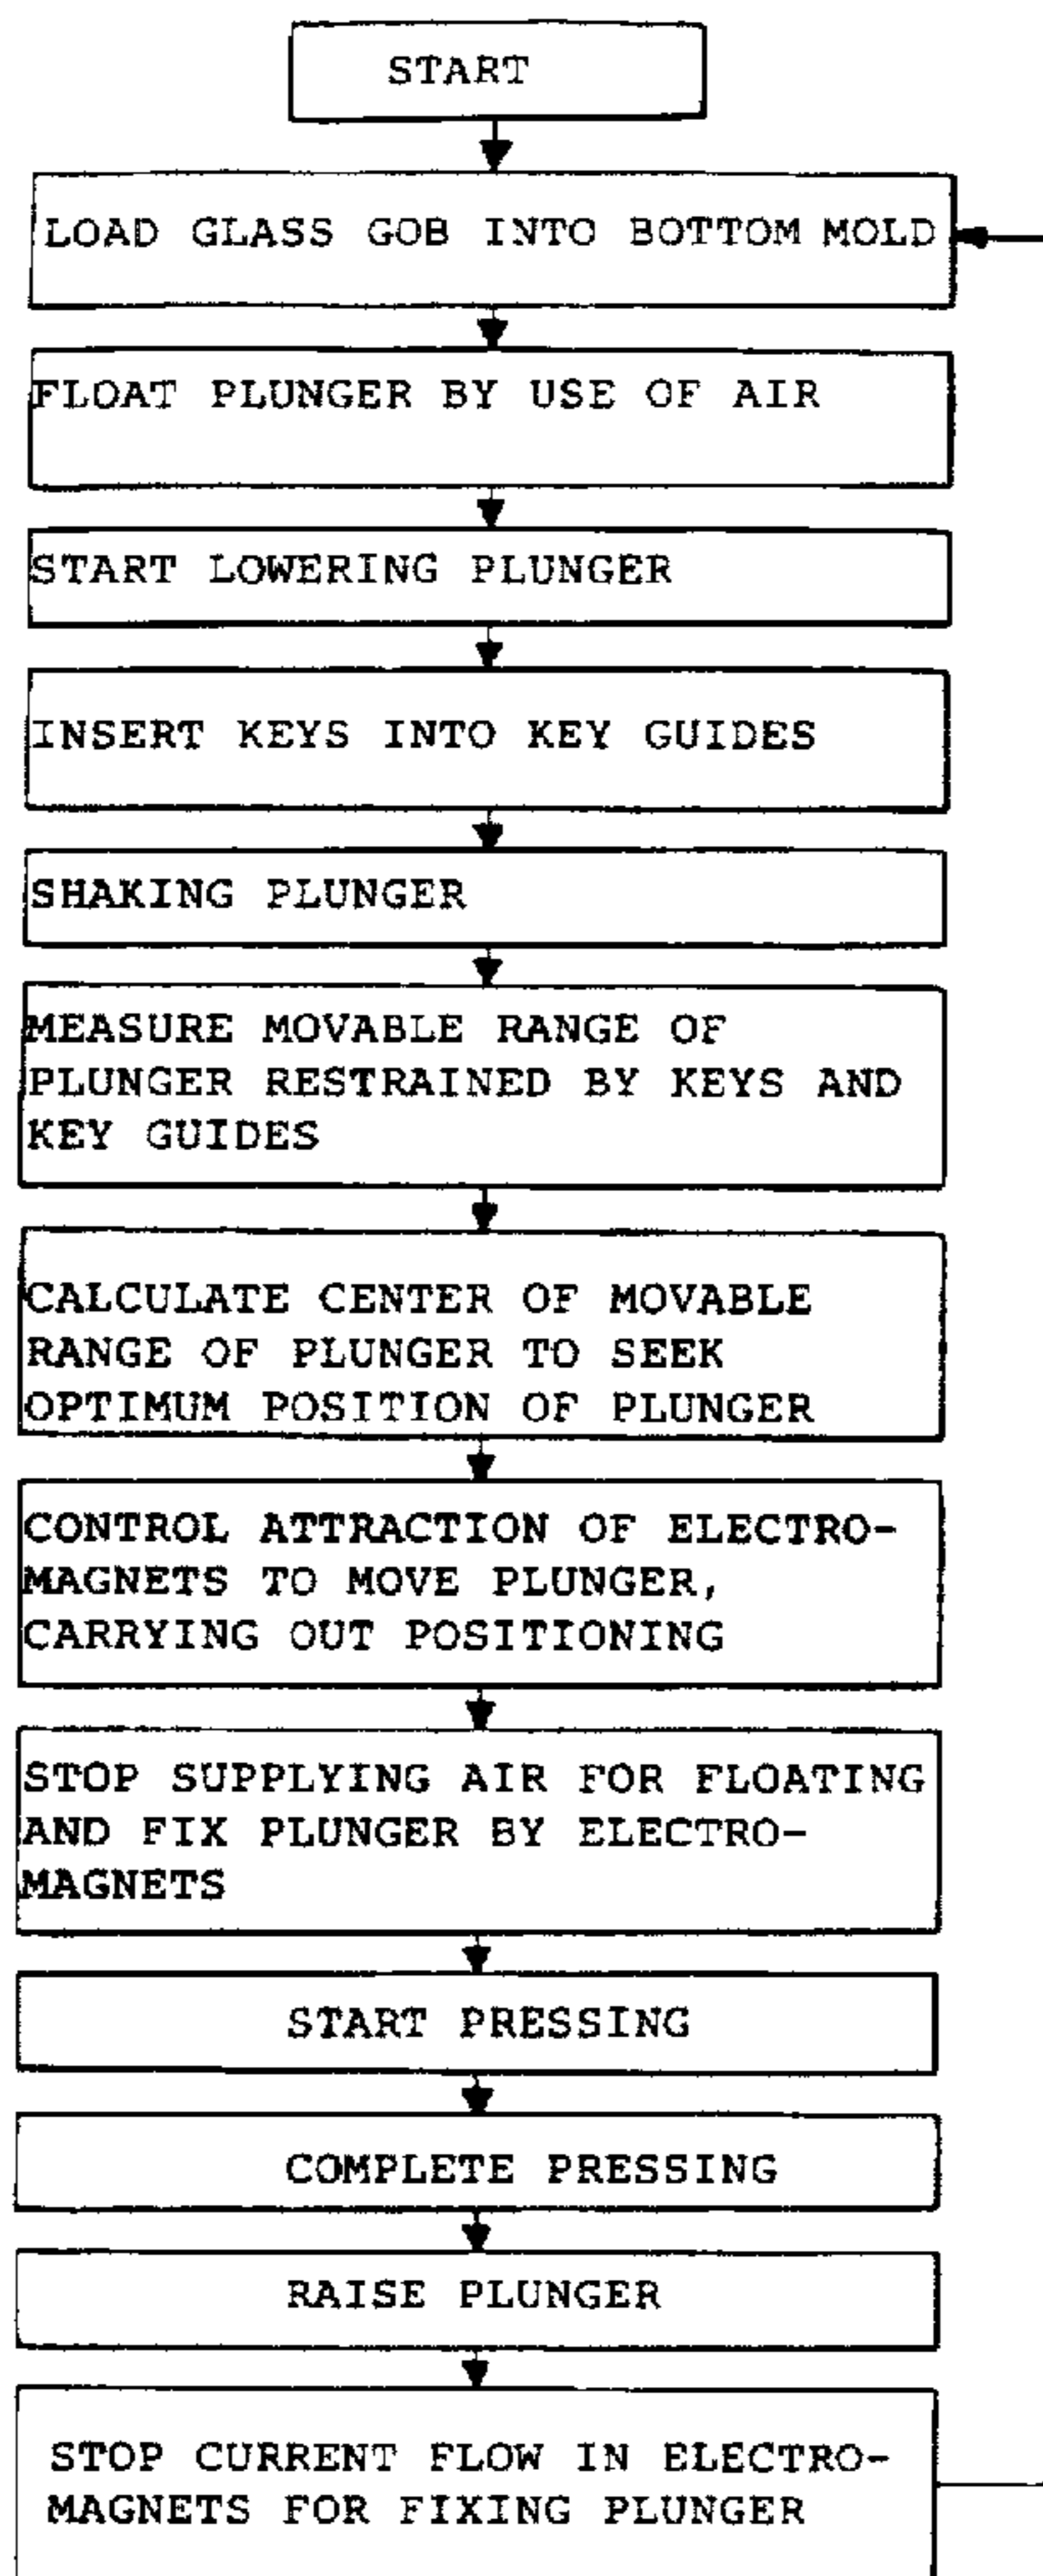 START
LOAD GLASS GOB INTO BOTTOM MOLD
FLOAT PLUNGER BY USE OF AIR
START LOWERING PLUNGER
INSERT KEYS INTO KEY GUIDES
SHAKING PLUNGER
MEASURE MOVABLE RANGE OF
PLUNGER RESTRAINED BY KEYS AND
KEY GUIDES
CALCULATE CENTER OF MOVABLE
RANGE OF PLUNGER TO SEEK
OPTIMUM POSITION OF PLUNGER
CONTROL ATTRACTION OF ELECTRO-
MAGNETS TO MOVE PLUNGER,
CARRYING OUT POSITIONING
STOP SUPPLYING AIR FOR FLOATING
AND FIX PLUNGER BY ELECTRO-
MAGNETS
START PRESSING
COMPLETE PRESSING
RAISE PLUNGER
STOP CURRENT FLOW IN ELECTRO-
MAGNETS FOR FIXING PLUNGER